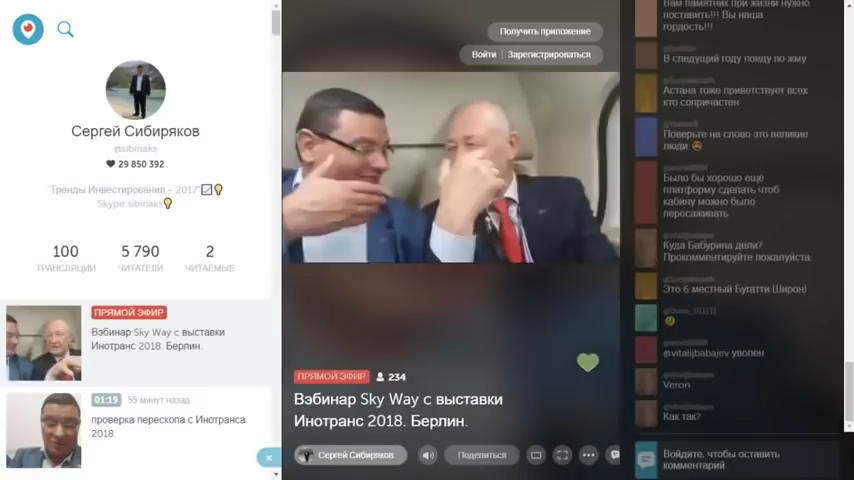 Сергей Сибиряков
@sibiriaks
29 850 392
"Тренды Инвестирования – 2017"
Skype sibiriaks
100
ТРАНСЛЯЦИИ
5 790
ЧИТАТЕЛИ
2
ЧИТАЕМЫЕ
ПРЯМОЙ ЭФИР
Вэбинар Sky Way с выставки
Инотранс 2018. Берлин.
01:19
55 минут назад
проверка перескопа с Инотранса
2018.
Получить приложение
Войти
Зарегистрироваться
ПРЯМОЙ ЭФИР
234
Вэбинар Sky Way с выставки
Инотранс 2018. Берлин.
Сергей Сибиряков
Поделиться
Вам памятник при жизни нужно
поставить!!! Вы наша
гордость!!!
В следущий году поеду по жму
Астана тоже приветствует всех
кто сопричастен
Поверьте на слово это великие
люди
Было бы хорошо ещё
платформу сделать чтоб
кабину можно было
пересаживать
Куда Бабурина дели?
Прокомментируйте пожалуйста.
Это 6 местный Бугатти Широн)
@vitalijbabajev уволен
Veron
Как так?
Войдите, чтобы оставить
комментарий